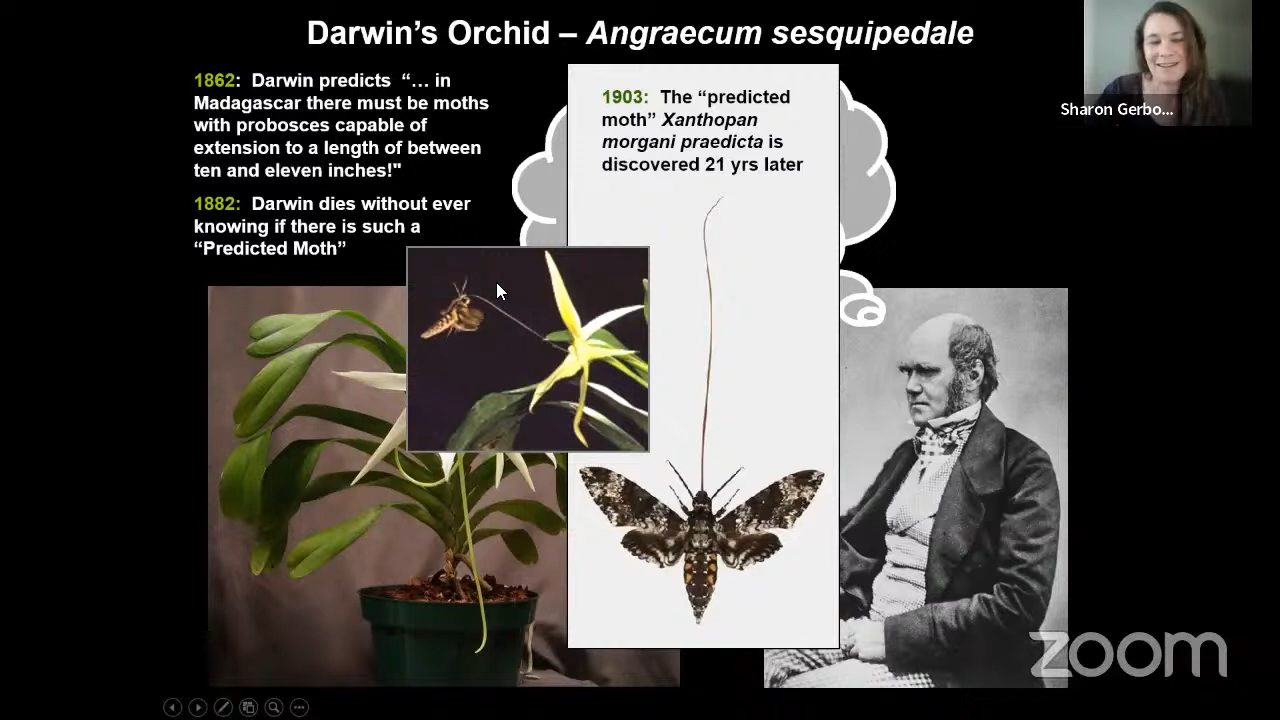 Darwin's Orchid – Angraecum sesquipedale
1862: Darwin predicts "… in
Madagascar there must be moths
with probosces capable of
extension to a length of between
ten and eleven inches!"
1882: Darwin dies without ever
knowing if there is such a
"Predicted Moth"
1903: The "predicted
moth" Xanthopan
morgani praedicta is
discovered 21 yrs later
Sharon Gerbo...
zoom